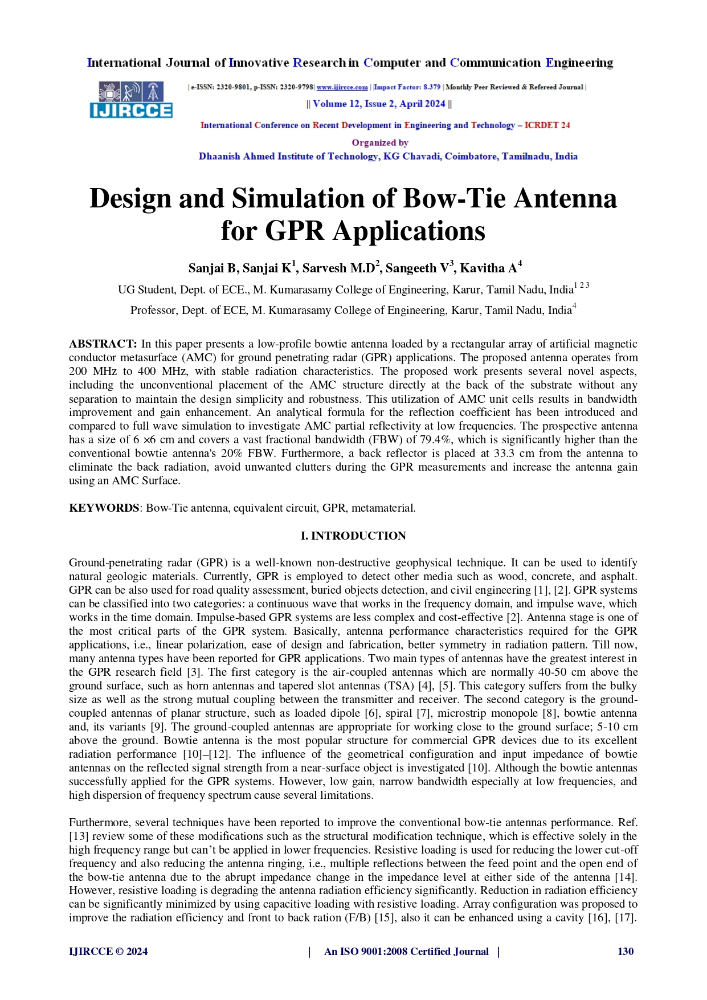 International Journal of Innovative Research in Computer and Communication Engineering
| e-ISSN: 2320-9801, p-ISSN: 2320-9798| www.ijircce.com | |Impact Factor: 8.379 | Monthly Peer Reviewed & Refereed Journal |
IJIRCCE
|| Volume 12, Issue 2, April 2024 ||
International Conference on Recent Development in Engineering and Technology – ICRDET 24
Organized by
Dhaanish Ahmed Institute of Technology, KG Chavadi, Coimbatore, Tamilnadu, India
Design and Simulation of Bow-Tie Antenna
for GPR Applications
Sanjai B, Sanjai K1, Sarvesh M.D2, Sangeeth V3, Kavitha A4
UG Student, Dept. of ECE., M. Kumarasamy College of Engineering, Karur, Tamil Nadu, India1 2 3
Professor, Dept. of ECE, M. Kumarasamy College of Engineering, Karur, Tamil Nadu, India4
ABSTRACT: In this paper presents a low-profile bowtie antenna loaded by a rectangular array of artificial magnetic
conductor metasurface (AMC) for ground penetrating radar (GPR) applications. The proposed antenna operates from
200 MHz to 400 MHz, with stable radiation characteristics. The proposed work presents several novel aspects,
including the unconventional placement of the AMC structure directly at the back of the substrate without any
separation to maintain the design simplicity and robustness. This utilization of AMC unit cells results in bandwidth
improvement and gain enhancement. An analytical formula for the reflection coefficient has been introduced and
compared to full wave simulation to investigate AMC partial reflectivity at low frequencies. The prospective antenna
has a size of 6 ×6 cm and covers a vast fractional bandwidth (FBW) of 79.4%, which is significantly higher than the
conventional bowtie antenna's 20% FBW. Furthermore, a back reflector is placed at 33.3 cm from the antenna to
eliminate the back radiation, avoid unwanted clutters during the GPR measurements and increase the antenna gain
using an AMC Surface.
KEYWORDS: Bow-Tie antenna, equivalent circuit, GPR, metamaterial.
I. INTRODUCTION
Ground-penetrating radar (GPR) is a well-known non-destructive geophysical technique. It can be used to identify
natural geologic materials. Currently, GPR is employed to detect other media such as wood, concrete, and asphalt.
GPR can be also used for road quality assessment, buried objects detection, and civil engineering [1], [2]. GPR systems
can be classified into two categories: a continuous wave that works in the frequency domain, and impulse wave, which
works in the time domain. Impulse-based GPR systems are less complex and cost-effective [2]. Antenna stage is one of
the most critical parts of the GPR system. Basically, antenna performance characteristics required for the GPR
applications, i.e., linear polarization, ease of design and fabrication, better symmetry in radiation pattern. Till now,
many antenna types have been reported for GPR applications. Two main types of antennas have the greatest interest in
the GPR research field [3]. The first category is the air-coupled antennas which are normally 40-50 cm above the
ground surface, such as horn antennas and tapered slot antennas (TSA) [4], [5]. This category suffers from the bulky
size as well as the strong mutual coupling between the transmitter and receiver. The second category is the ground-
coupled antennas of planar structure, such as loaded dipole [6], spiral [7], microstrip monopole [8], bowtie antenna
and, its variants [9]. The ground-coupled antennas are appropriate for working close to the ground surface; 5-10 cm
above the ground. Bowtie antenna is the most popular structure for commercial GPR devices due to its excellent
radiation performance [10]–[12]. The influence of the geometrical configuration and input impedance of bowtie
antennas on the reflected signal strength from a near-surface object is investigated [10]. Although the bowtie antennas
successfully applied for the GPR systems. However, low gain, narrow bandwidth especially at low frequencies, and
high dispersion of frequency spectrum cause several limitations.
Furthermore, several techniques have been reported to improve the conventional bow-tie antennas performance. Ref.
[13] review some of these modifications such as the structural modification technique, which is effective solely in the
high frequency range but can’t be applied in lower frequencies. Resistive loading is used for reducing the lower cut-off
frequency and also reducing the antenna ringing, i.e., multiple reflections between the feed point and the open end of
the bow-tie antenna due to the abrupt impedance change in the impedance level at either side of the antenna [14].
However, resistive loading is degrading the antenna radiation efficiency significantly. Reduction in radiation efficiency
can be significantly minimized by using capacitive loading with resistive loading. Array configuration was proposed to
improve the radiation efficiency and front to back ration (F/B) [15], also it can be enhanced using a cavity [16], [17].
IJIRCCE © 2024 | An ISO 9001:2008 Certified Journal | 130